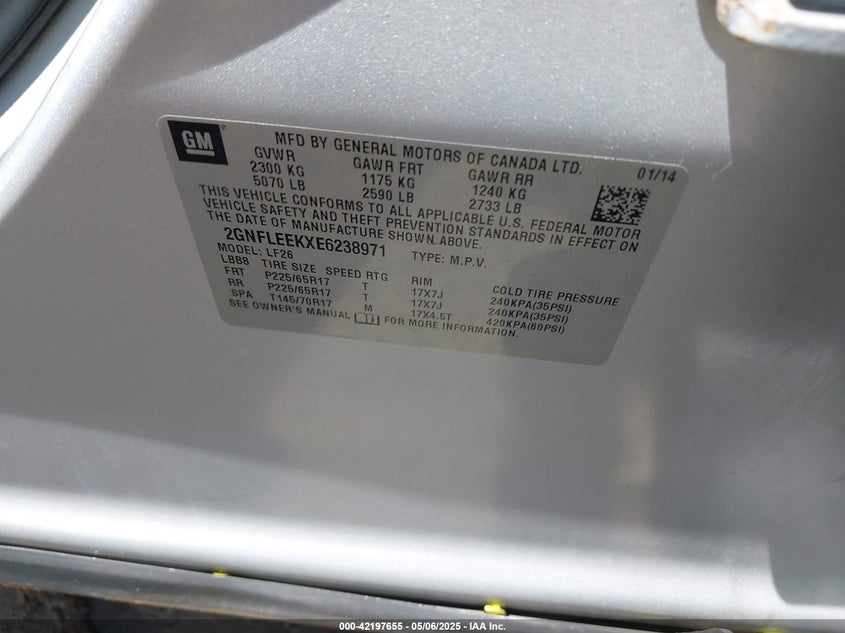 GM
MFD BY GENERAL MOTORS OF CANADA LTD. 01/14
GVWR GAWR FRT GAWR RR
2300 KG 1175 KG 1240 KG
5070 LB 2590 LB 2733 LB
THIS VEHICLE CONFORMS TO ALL APPLICABLE U.S. FEDERAL MOTOR
VEHICLE SAFETY AND THEFT PREVENTION STANDARDS IN EFFECT ON
THE DATE OF MANUFACTURE SHOWN ABOVE.
2GNFLEEKXE6238971 TYPE: M.P.V.
MODEL: LF26
LBB8 TIRE SIZE SPEED RTG RIM COLD TIRE PRESSURE
FRT P225/65R17 T 17X7J 240KPA(35PSI)
RR P225/65R17 T 17X7J 240KPA(35PSI)
SPA T145/70R17 M 17X4.5T 420KPA(60PSI)
SEE OWNER'S MANUAL FOR MORE INFORMATION.
000-42197655 - 05/06/2025 - IAA Inc.